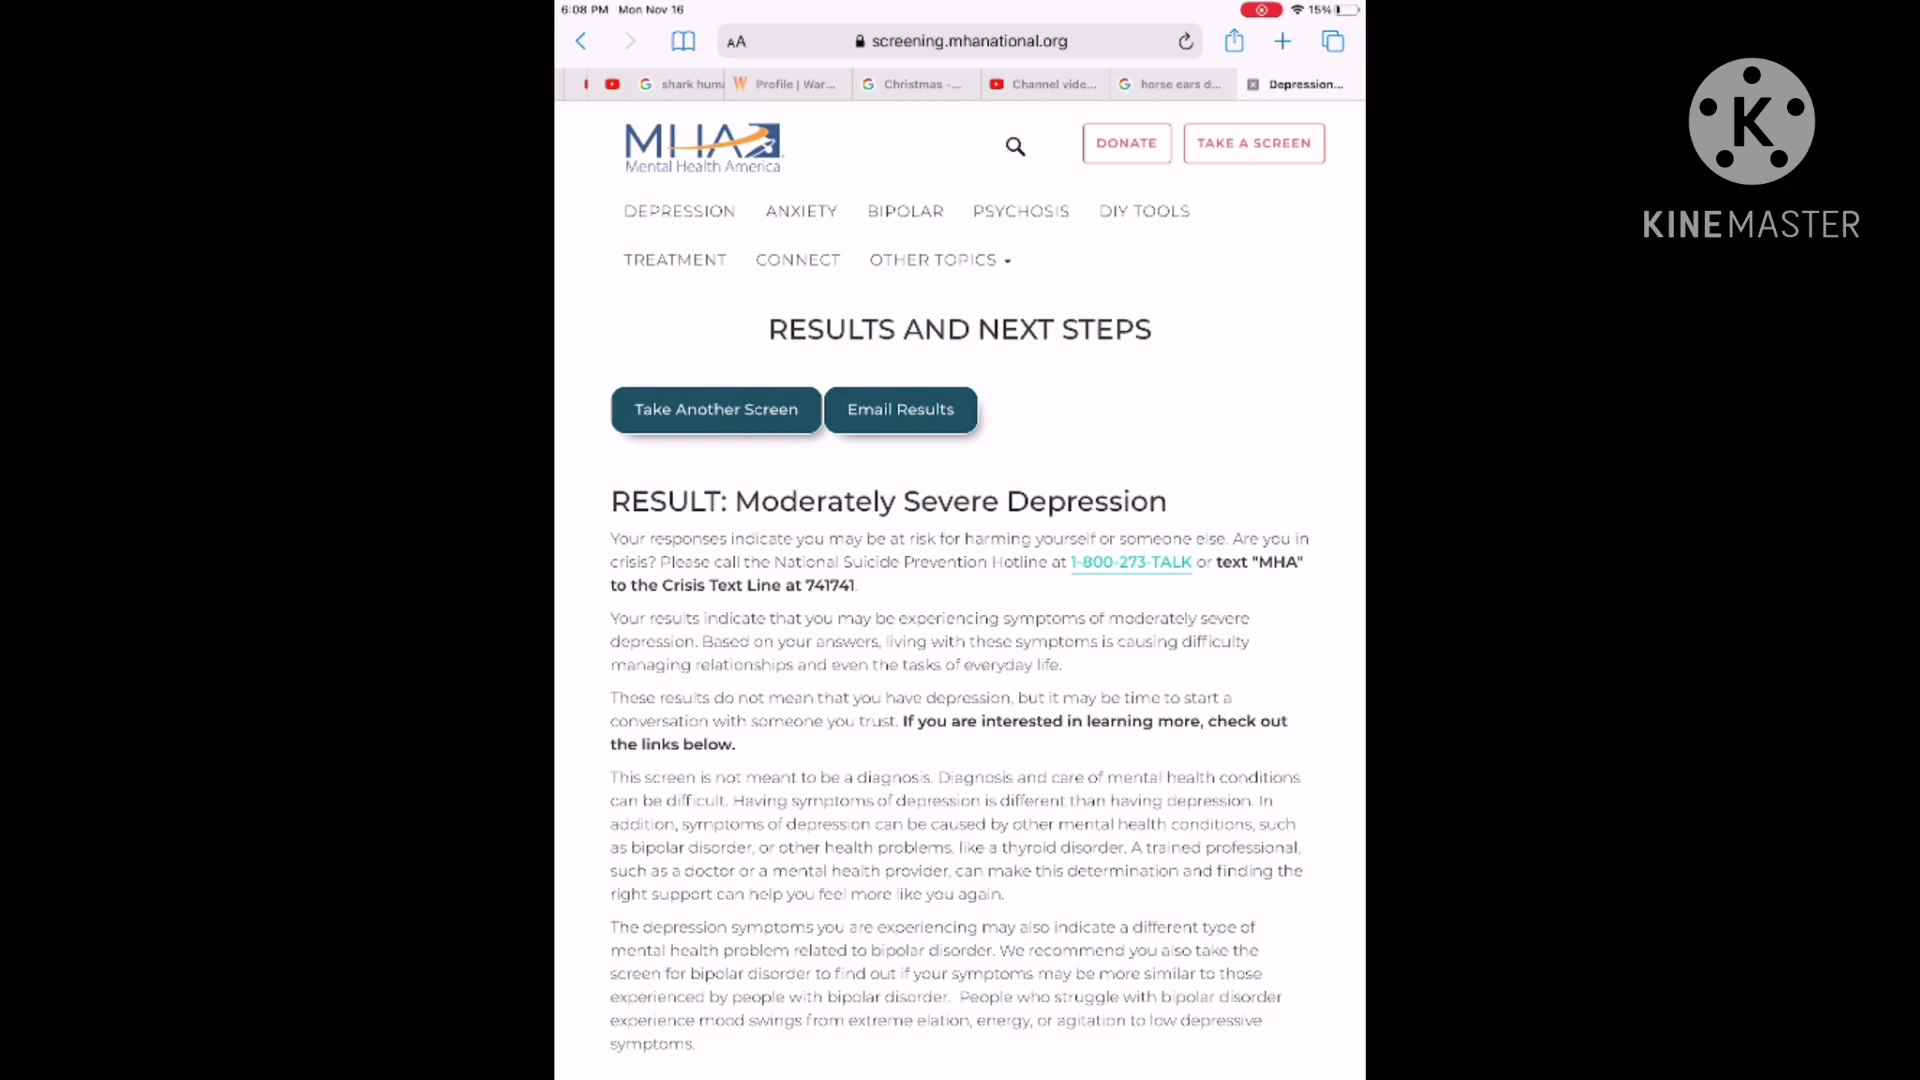 6:08 PM Mon Nov 16
15%
AA
screening.mhanational.org
shark huma
Profile | War...
Christmas -...
Channel vide...
horse ears d...
Depression...
MHA
Mental Health America
DONATE
TAKE A SCREEN
K
KINEMASTER
DEPRESSION ANXIETY BIPOLAR PSYCHOSIS DIY TOOLS
TREATMENT CONNECT OTHER TOPICS
RESULTS AND NEXT STEPS
Take Another Screen
Email Results
RESULT: Moderately Severe Depression
Your responses indicate you may be at risk for harming yourself or someone else. Are you in
crisis? Please call the National Suicide Prevention Hotline at 1-800-273-TALK or text "MHA"
to the Crisis Text Line at 741741.
Your results indicate that you may be experiencing symptoms of moderately severe
depression. Based on your answers, living with these symptoms is causing difficulty
managing relationships and even the tasks of everyday life.
These results do not mean that you have depression, but it may be time to start a
conversation with someone you trust. If you are interested in learning more, check out
the links below.
This screen is not meant to be a diagnosis. Diagnosis and care of mental health conditions
can be difficult. Having symptoms of depression is different than having depression. In
addition, symptoms of depression can be caused by other mental health conditions, such
as bipolar disorder, or other health problems, like a thyroid disorder. A trained professional,
such as a doctor or a mental health provider, can make this determination and finding the
right support can help you feel more like you again.
The depression symptoms you are experiencing may also indicate a different type of
mental health problem related to bipolar disorder. We recommend you also take the
screen for bipolar disorder to find out if your symptoms may be more similar to those
experienced by people with bipolar disorder. People who struggle with bipolar disorder
experience mood swings from extreme elation, energy, or agitation to low depressive
symptoms.